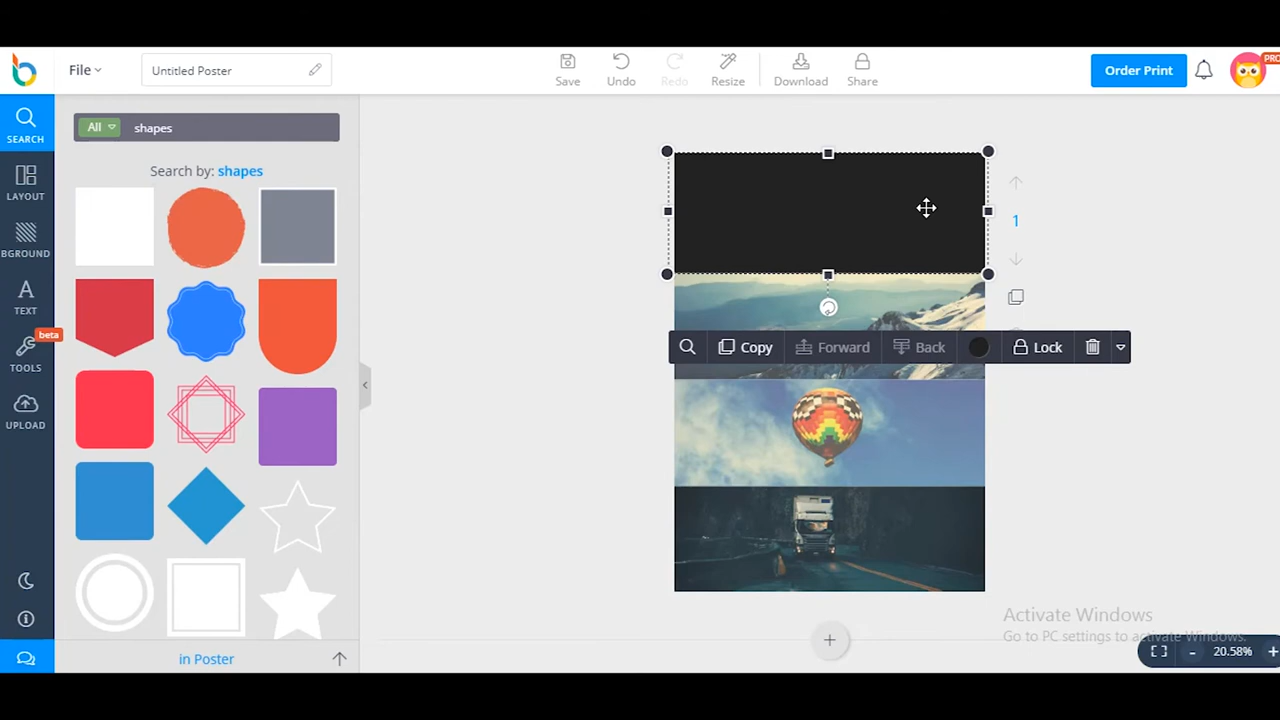 File
Untitled Poster
Save
Undo
Redo
Resize
Download
Share
Order Print
PRO
SEARCH
LAYOUT
BGROUND
TEXT
beta
TOOLS
UPLOAD
All
shapes
Search by: shapes
in Poster
1
Copy
Forward
Back
Lock
Activate Windows
Go to PC settings to activate Windows.
20.58%